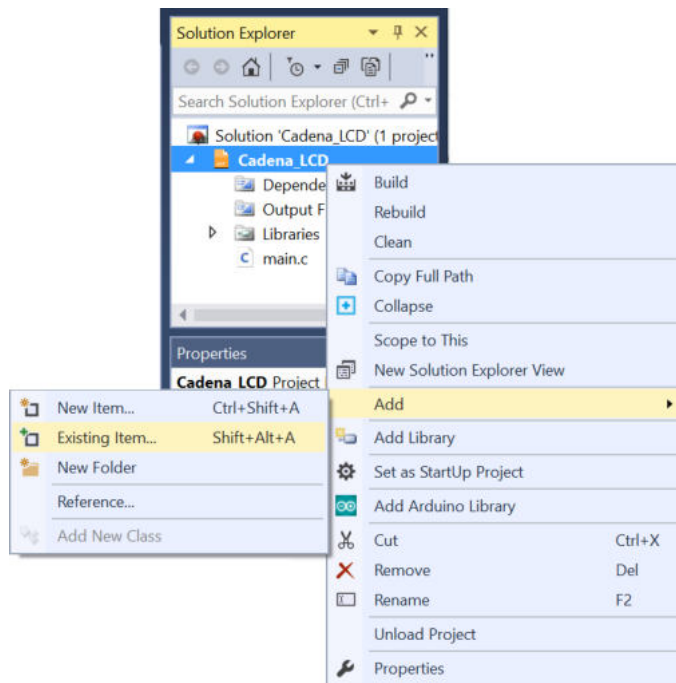 Solution Explorer
Search Solution Explorer (Ctrl+
Solution 'Cadena_LCD' (1 project
Cadena_LCD
Depende
Output F
Libraries
main.c
Properties
Cadena_LCD Project
Build
Rebuild
Clean
Copy Full Path
Collapse
Scope to This
New Solution Explorer View
Add
Add Library
Set as StartUp Project
Add Arduino Library
Cut Ctrl+X
Remove Del
Rename F2
Unload Project
Properties
New Item... Ctrl+Shift+A
Existing Item... Shift+Alt+A
New Folder
Reference...
Add New Class